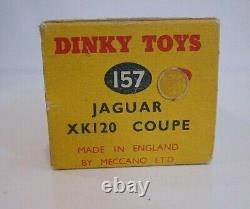 DINKY TOYS
157
JAGUAR
XK120 COUPE
MADE IN ENGLAND
BY MECCANO LTD